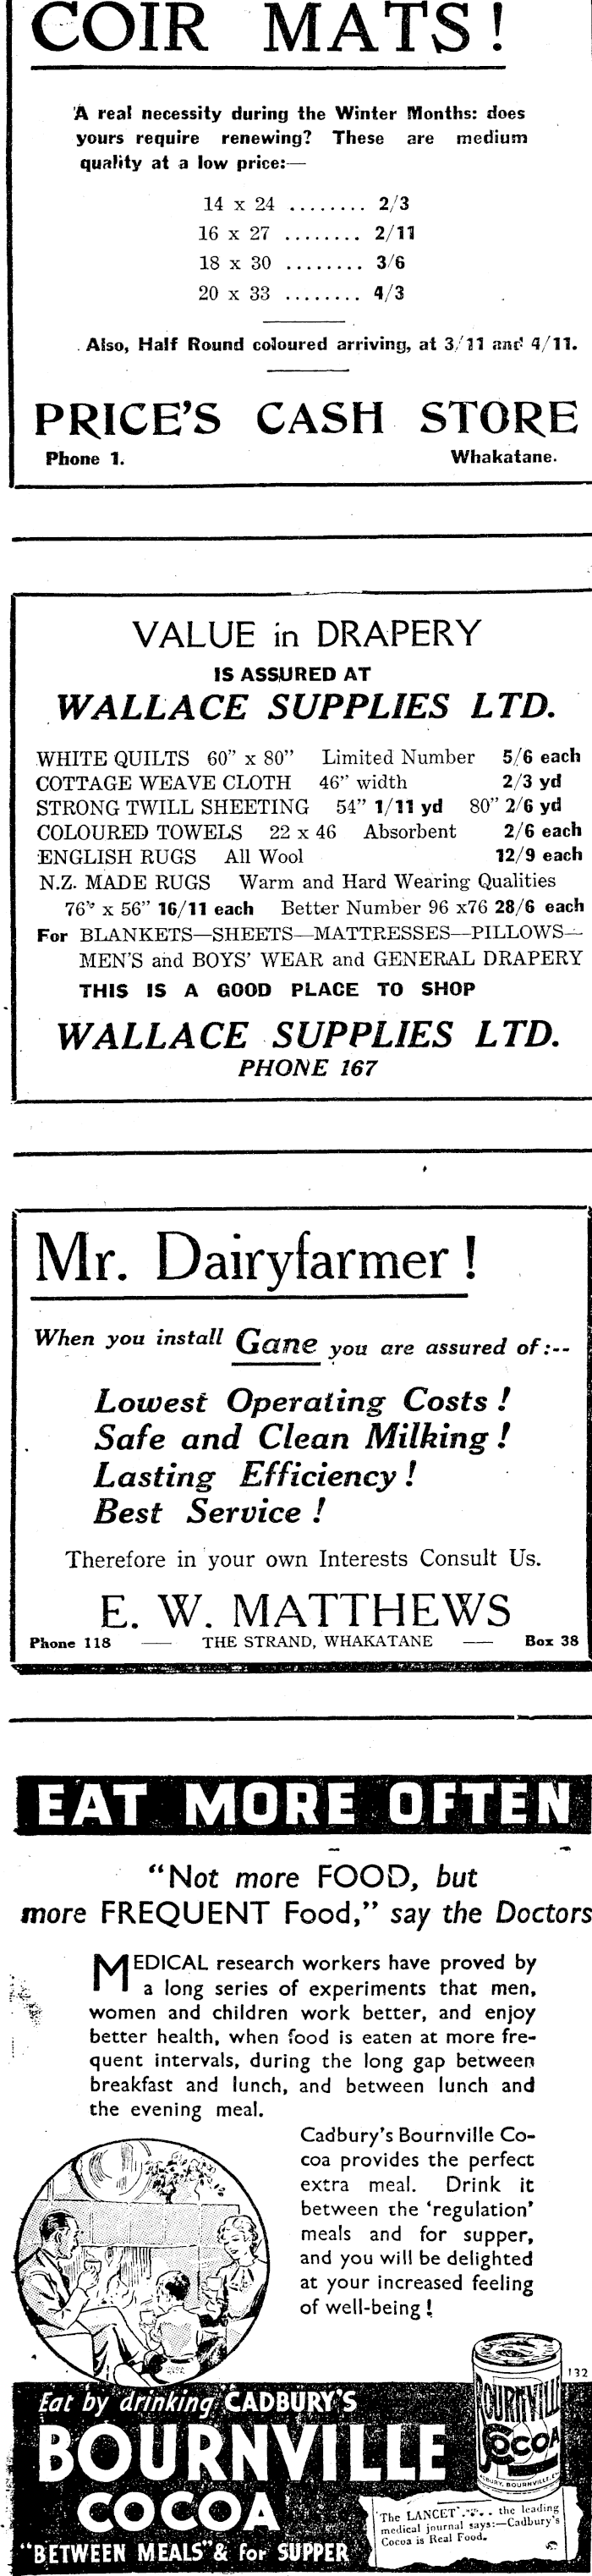 COIR MATS!
A real necessity during the Winter Months: does
yours require renewing? These are medium
quality at a low price:—
14 x 24 ........ 2/3
16 x 27 ........ 2/11
18 x 30 ........ 3/6
20 x 33 ........ 4/3
Also, Half Round coloured arriving, at 3/11 and 4/11.
PRICE'S CASH STORE
Phone 1. Whakatane.
VALUE in DRAPERY
IS ASSURED AT
WALLACE SUPPLIES LTD.
WHITE QUILTS 60" x 80" Limited Number 5/6 each
COTTAGE WEAVE CLOTH 46" width 2/3 yd
STRONG TWILL SHEETING 54" 1/11 yd 80" 2/6 yd
COLOURED TOWELS 22 x 46 Absorbent 2/6 each
ENGLISH RUGS All Wool 12/9 each
N.Z. MADE RUGS Warm and Hard Wearing Qualities
76" x 56" 16/11 each Better Number 96 x76 28/6 each
For BLANKETS—SHEETS—MATTRESSES—PILLOWS—
MEN'S and BOYS' WEAR and GENERAL DRAPERY
THIS IS A GOOD PLACE TO SHOP
WALLACE SUPPLIES LTD.
PHONE 167
Mr. Dairyfarmer!
When you install Gane you are assured of:--
Lowest Operating Costs!
Safe and Clean Milking!
Lasting Efficiency!
Best Service!
Therefore in your own Interests Consult Us.
E. W. MATTHEWS
Phone 118 — THE STRAND, WHAKATANE — Box 38
EAT MORE OFTEN
"Not more FOOD, but
more FREQUENT Food," say the Doctors
MEDICAL research workers have proved by
a long series of experiments that men,
women and children work better, and enjoy
better health, when food is eaten at more fre-
quent intervals, during the long gap between
breakfast and lunch, and between lunch and
the evening meal.
Cadbury's Bournville Co-
coa provides the perfect
extra meal. Drink it
between the 'regulation'
meals and for supper,
and you will be delighted
at your increased feeling
of well-being!
132
Eat by drinking CADBURY'S
BOURNVILLE
COCOA
"BETWEEN MEALS" & for SUPPER
BOURNVILLE
COCOA
BOURNVILLE
'The LANCET' . . . the leading
medical journal says:—Cadbury's
Cocoa is Real Food.